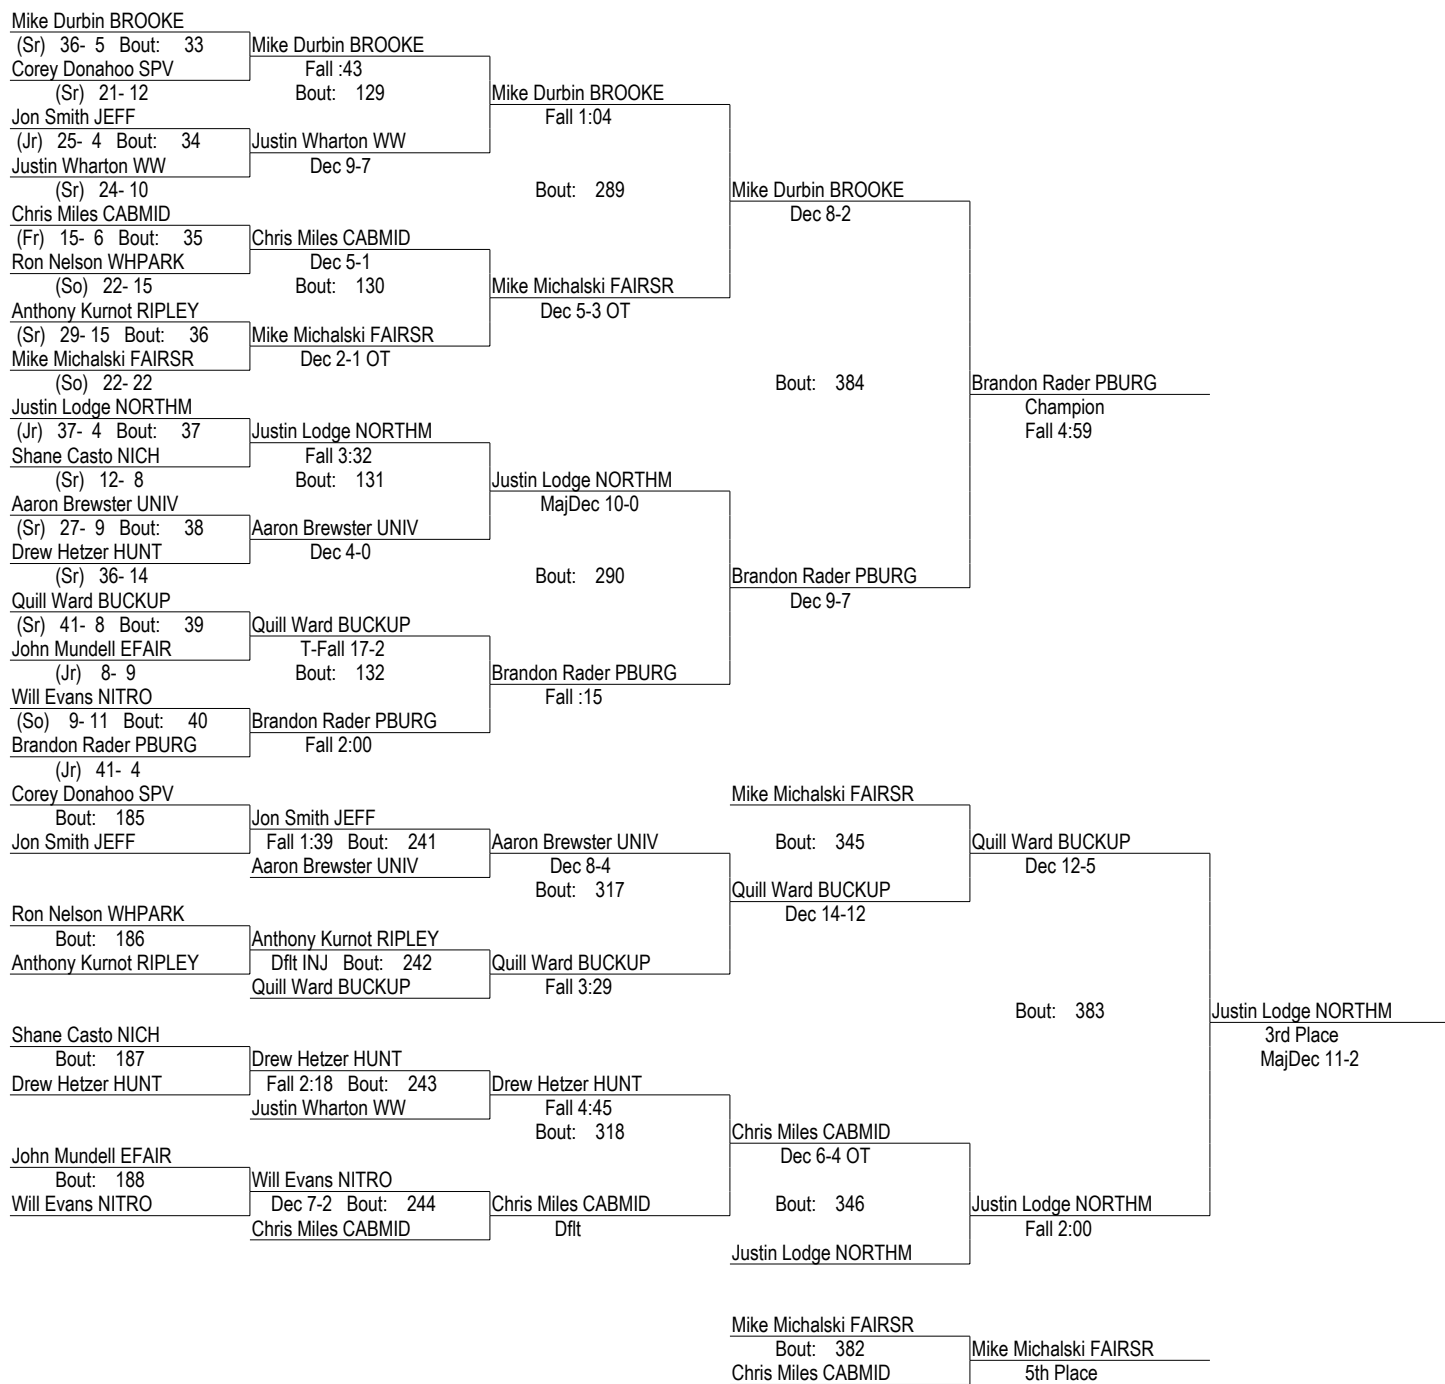 Mike Durbin BROOKE
(Sr) 36- 5 Bout: 33
Corey Donahoo SPV
(Sr) 21- 12
Jon Smith JEFF
(Jr) 25- 4 Bout: 34
Justin Wharton WW
(Sr) 24- 10
Chris Miles CABMID
(Fr) 15- 6 Bout: 35
Ron Nelson WHPARK
(So) 22- 15
Anthony Kurnot RIPLEY
(Sr) 29- 15 Bout: 36
Mike Michalski FAIRSR
(So) 22- 22
Justin Lodge NORTHM
(Jr) 37- 4 Bout: 37
Shane Casto NICH
(Sr) 12- 8
Aaron Brewster UNIV
(Sr) 27- 9 Bout: 38
Drew Hetzer HUNT
(Sr) 36- 14
Quill Ward BUCKUP
(Sr) 41- 8 Bout: 39
John Mundell EFAIR
(Jr) 8- 9
Will Evans NITRO
(So) 9- 11 Bout: 40
Brandon Rader PBURG
(Jr) 41- 4
Mike Durbin BROOKE
Fall :43
Bout: 129
Justin Wharton WW
Dec 9-7
Chris Miles CABMID
Dec 5-1
Bout: 130
Mike Michalski FAIRSR
Dec 2-1 OT
Justin Lodge NORTHM
Fall 3:32
Bout: 131
Aaron Brewster UNIV
Dec 4-0
Quill Ward BUCKUP
T-Fall 17-2
Bout: 132
Brandon Rader PBURG
Fall 2:00
Mike Durbin BROOKE
Fall 1:04
Bout: 289
Mike Michalski FAIRSR
Dec 5-3 OT
Justin Lodge NORTHM
MajDec 10-0
Bout: 290
Brandon Rader PBURG
Fall :15
Mike Durbin BROOKE
Dec 8-2
Bout: 384
Brandon Rader PBURG
Dec 9-7
Brandon Rader PBURG
Champion
Fall 4:59
Corey Donahoo SPV
Bout: 185
Jon Smith JEFF
Ron Nelson WHPARK
Bout: 186
Anthony Kurnot RIPLEY
Shane Casto NICH
Bout: 187
Drew Hetzer HUNT
John Mundell EFAIR
Bout: 188
Will Evans NITRO
Jon Smith JEFF
Fall 1:39 Bout: 241
Aaron Brewster UNIV
Anthony Kurnot RIPLEY
Dflt INJ Bout: 242
Quill Ward BUCKUP
Drew Hetzer HUNT
Fall 2:18 Bout: 243
Justin Wharton WW
Will Evans NITRO
Dec 7-2 Bout: 244
Chris Miles CABMID
Aaron Brewster UNIV
Dec 8-4
Bout: 317
Quill Ward BUCKUP
Fall 3:29
Drew Hetzer HUNT
Fall 4:45
Bout: 318
Chris Miles CABMID
Dflt
Mike Michalski FAIRSR
Bout: 345
Quill Ward BUCKUP
Dec 14-12
Chris Miles CABMID
Dec 6-4 OT
Bout: 346
Justin Lodge NORTHM
Quill Ward BUCKUP
Dec 12-5
Bout: 383
Justin Lodge NORTHM
Fall 2:00
Justin Lodge NORTHM
3rd Place
MajDec 11-2
Mike Michalski FAIRSR
Bout: 382
Chris Miles CABMID
Mike Michalski FAIRSR
5th Place